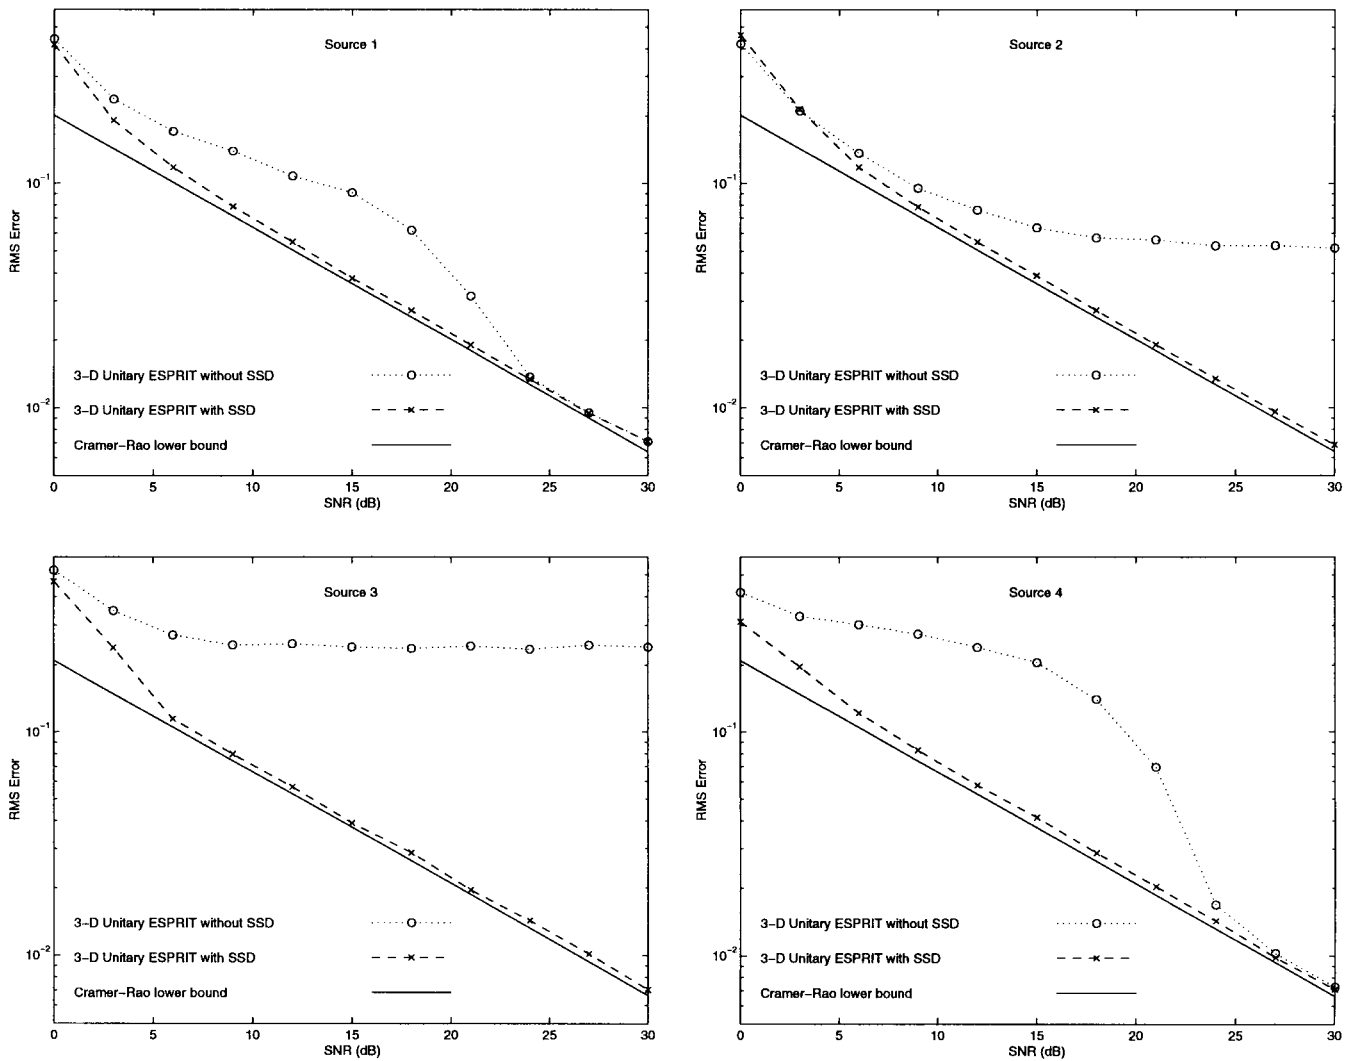 Source 1
10⁻¹
10⁻²
RMS Error
3-D Unitary ESPRIT without SSD
3-D Unitary ESPRIT with SSD
Cramer-Rao lower bound
0 5 10 15 20 25 30
SNR (dB)
Source 2
10⁻¹
10⁻²
RMS Error
3-D Unitary ESPRIT without SSD
3-D Unitary ESPRIT with SSD
Cramer-Rao lower bound
0 5 10 15 20 25 30
SNR (dB)
Source 3
10⁻¹
10⁻²
RMS Error
3-D Unitary ESPRIT without SSD
3-D Unitary ESPRIT with SSD
Cramer-Rao lower bound
0 5 10 15 20 25 30
SNR (dB)
Source 4
10⁻¹
10⁻²
RMS Error
3-D Unitary ESPRIT without SSD
3-D Unitary ESPRIT with SSD
Cramer-Rao lower bound
0 5 10 15 20 25 30
SNR (dB)